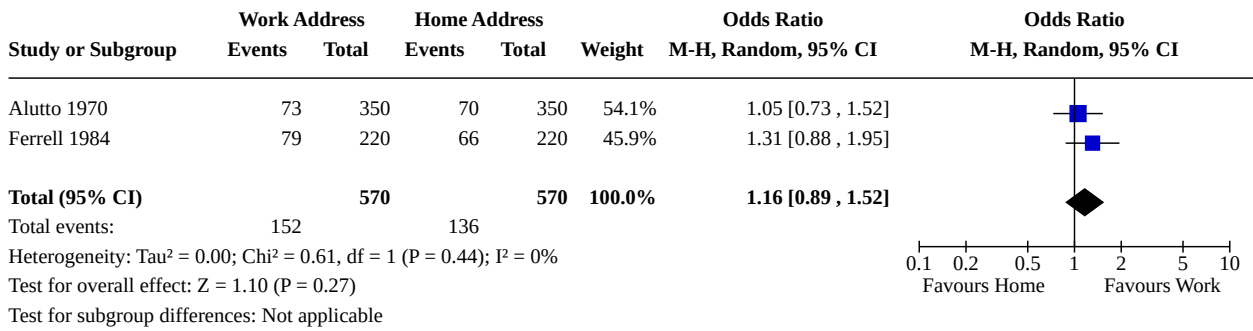 Work Address Home Address Odds Ratio Odds Ratio
Study or Subgroup Events Total Events Total Weight M-H, Random, 95% CI M-H, Random, 95% CI
Alutto 1970 73 350 70 350 54.1% 1.05 [0.73 , 1.52]
Ferrell 1984 79 220 66 220 45.9% 1.31 [0.88 , 1.95]
Total (95% CI) 570 570 100.0% 1.16 [0.89 , 1.52]
Total events: 152 136
Heterogeneity: Tau² = 0.00; Chi² = 0.61, df = 1 (P = 0.44); I² = 0%
0.1 0.2 0.5 1 2 5 10
Test for overall effect: Z = 1.10 (P = 0.27) Favours Home Favours Work
Test for subgroup differences: Not applicable